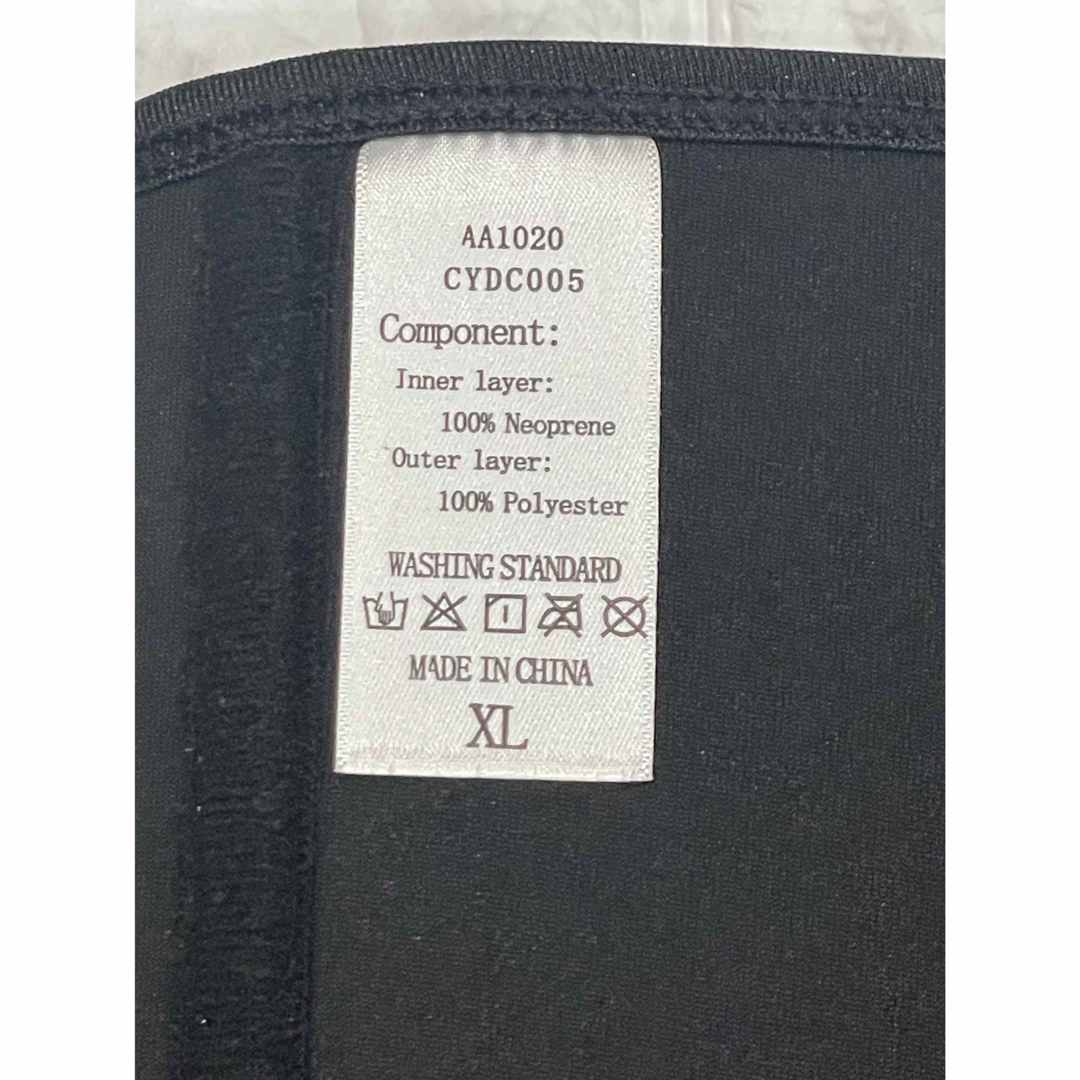 AA1020
CYDC005
Component:
Inner layer:
100% Neoprene
Outer layer:
100% Polyester
WASHING STANDARD
MADE IN CHINA
XL